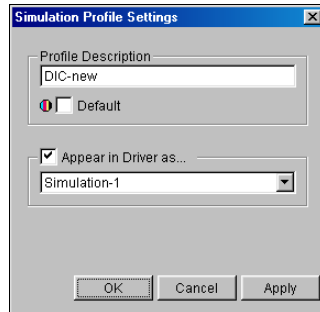 Simulation Profile Settings
Profile Description
DIC-new
Default
Appear in Driver as...
Simulation-1
OK Cancel Apply